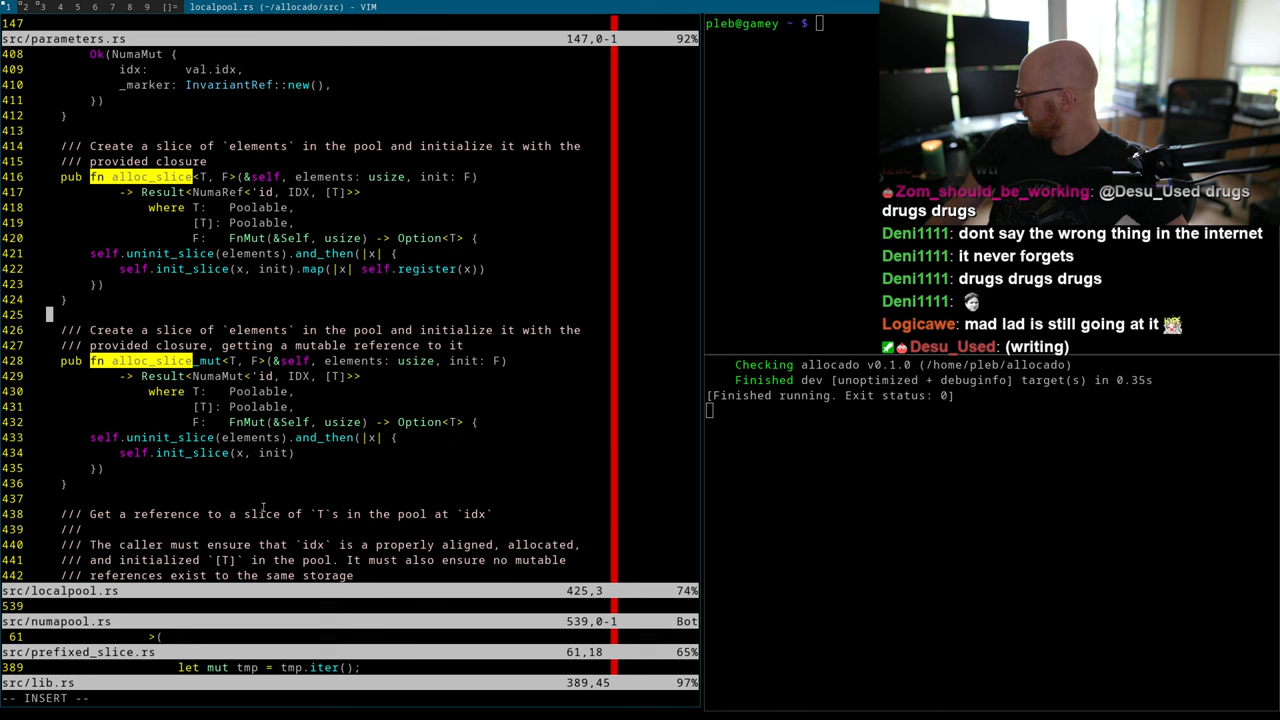 1 2 3 4 5 6 7 8 9 []= localpool.rs (~/allocado/src) - VIM
147
src/parameters.rs 147,0-1 92%
408 Ok(NumaMut {
409 idx: val.idx,
410 _marker: InvariantRef::new(),
411 })
412 }
413
414 /// Create a slice of `elements` in the pool and initialize it with the
415 /// provided closure
416 pub fn alloc_slice<T, F>(&self, elements: usize, init: F)
417 -> Result<NumaRef<'id, IDX, [T]>>
418 where T: Poolable,
419 [T]: Poolable,
420 F: FnMut(&Self, usize) -> Option<T> {
421 self.uninit_slice(elements).and_then(|x| {
422 self.init_slice(x, init).map(|x| self.register(x))
423 })
424 }
425
426 /// Create a slice of `elements` in the pool and initialize it with the
427 /// provided closure, getting a mutable reference to it
428 pub fn alloc_slice_mut<T, F>(&self, elements: usize, init: F)
429 -> Result<NumaMut<'id, IDX, [T]>>
430 where T: Poolable,
431 [T]: Poolable,
432 F: FnMut(&Self, usize) -> Option<T> {
433 self.uninit_slice(elements).and_then(|x| {
434 self.init_slice(x, init)
435 })
436 }
437
438 /// Get a reference to a slice of `T`s in the pool at `idx`
439 ///
440 /// The caller must ensure that `idx` is a properly aligned, allocated,
441 /// and initialized `[T]` in the pool. It must also ensure no mutable
442 /// references exist to the same storage
src/localpool.rs 425,3 74%
539
src/numapool.rs 539,0-1 Bot
61 >(
src/prefixed_slice.rs 61,18 65%
389 let mut tmp = tmp.iter();
src/lib.rs 389,45 97%
-- INSERT --
pleb@gamey ~ $
Checking allocado v0.1.0 (/home/pleb/allocado)
Finished dev [unoptimized + debuginfo] target(s) in 0.35s
[Finished running. Exit status: 0]
Zom_should_be_working: @Desu_Used drugs
drugs drugs
Deni1111: dont say the wrong thing in the internet
Deni1111: it never forgets
Deni1111: drugs drugs drugs
Deni1111:
Logicawe: mad lad is still going at it
Desu_Used: (writing)